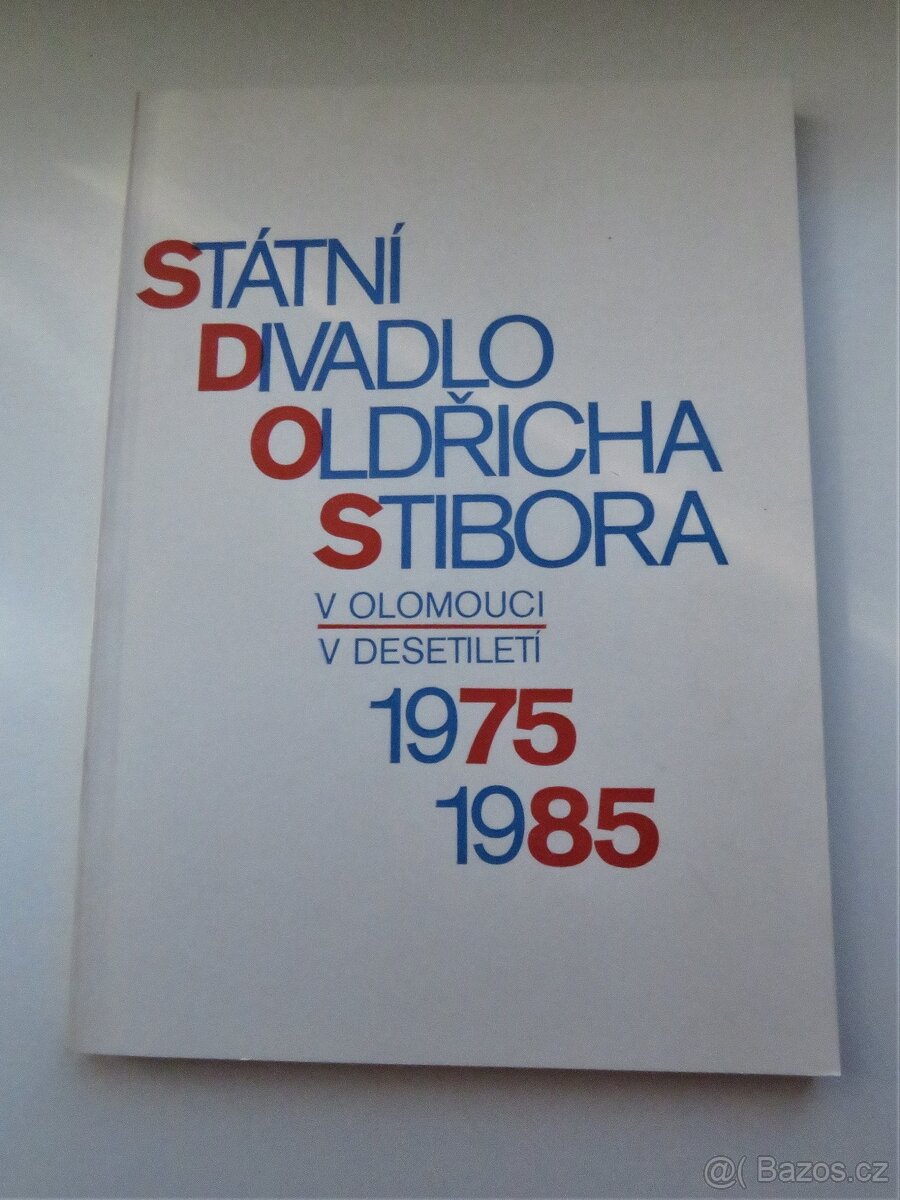 STÁTNÍ
DIVADLO
OLDŘICHA
STIBORA
V OLOMOUCI
V DESETILETÍ
1975
1985
@( Bazos.cz